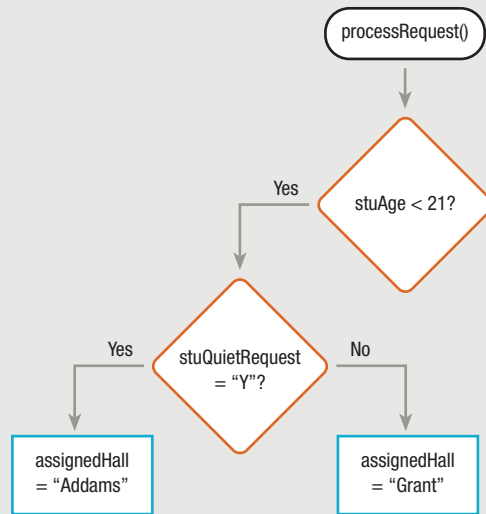 processRequest()
Yes
stuAge < 21?
Yes
stuQuietRequest
= “Y”?
No
assignedHall
= “Addams”
assignedHall
= “Grant”